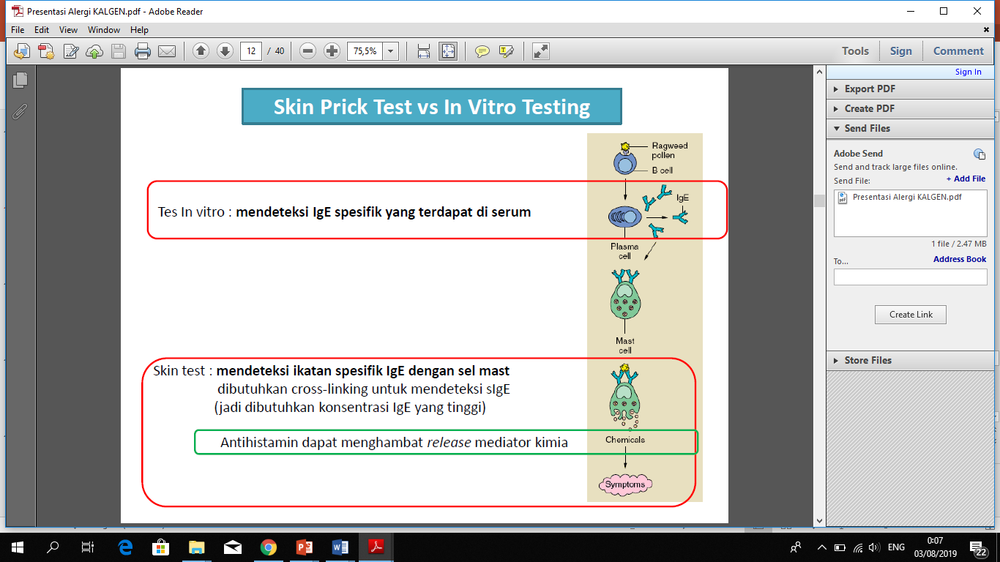 Presentasi Alergi KALGEN.pdf - Adobe Reader
File Edit View Window Help
12 / 40 75,5% Tools Sign Comment
Sign In
Export PDF
Create PDF
Send Files
Adobe Send
Send and track large files online.
Send File: + Add File
Presentasi Alergi KALGEN.pdf
1 file / 2.47 MB
To... Address Book
Create Link
Store Files
Skin Prick Test vs In Vitro Testing
Ragweed
pollen
B cell
IgE
Tes In vitro : mendeteksi IgE spesifik yang terdapat di serum
Plasma
cell
Mast
cell
Skin test : mendeteksi ikatan spesifik IgE dengan sel mast
dibutuhkan cross-linking untuk mendeteksi sIgE
(jadi dibutuhkan konsentrasi IgE yang tinggi)
Antihistamin dapat menghambat release mediator kimia
Chemicals
Symptoms
ENG
0:07
03/08/2019
22